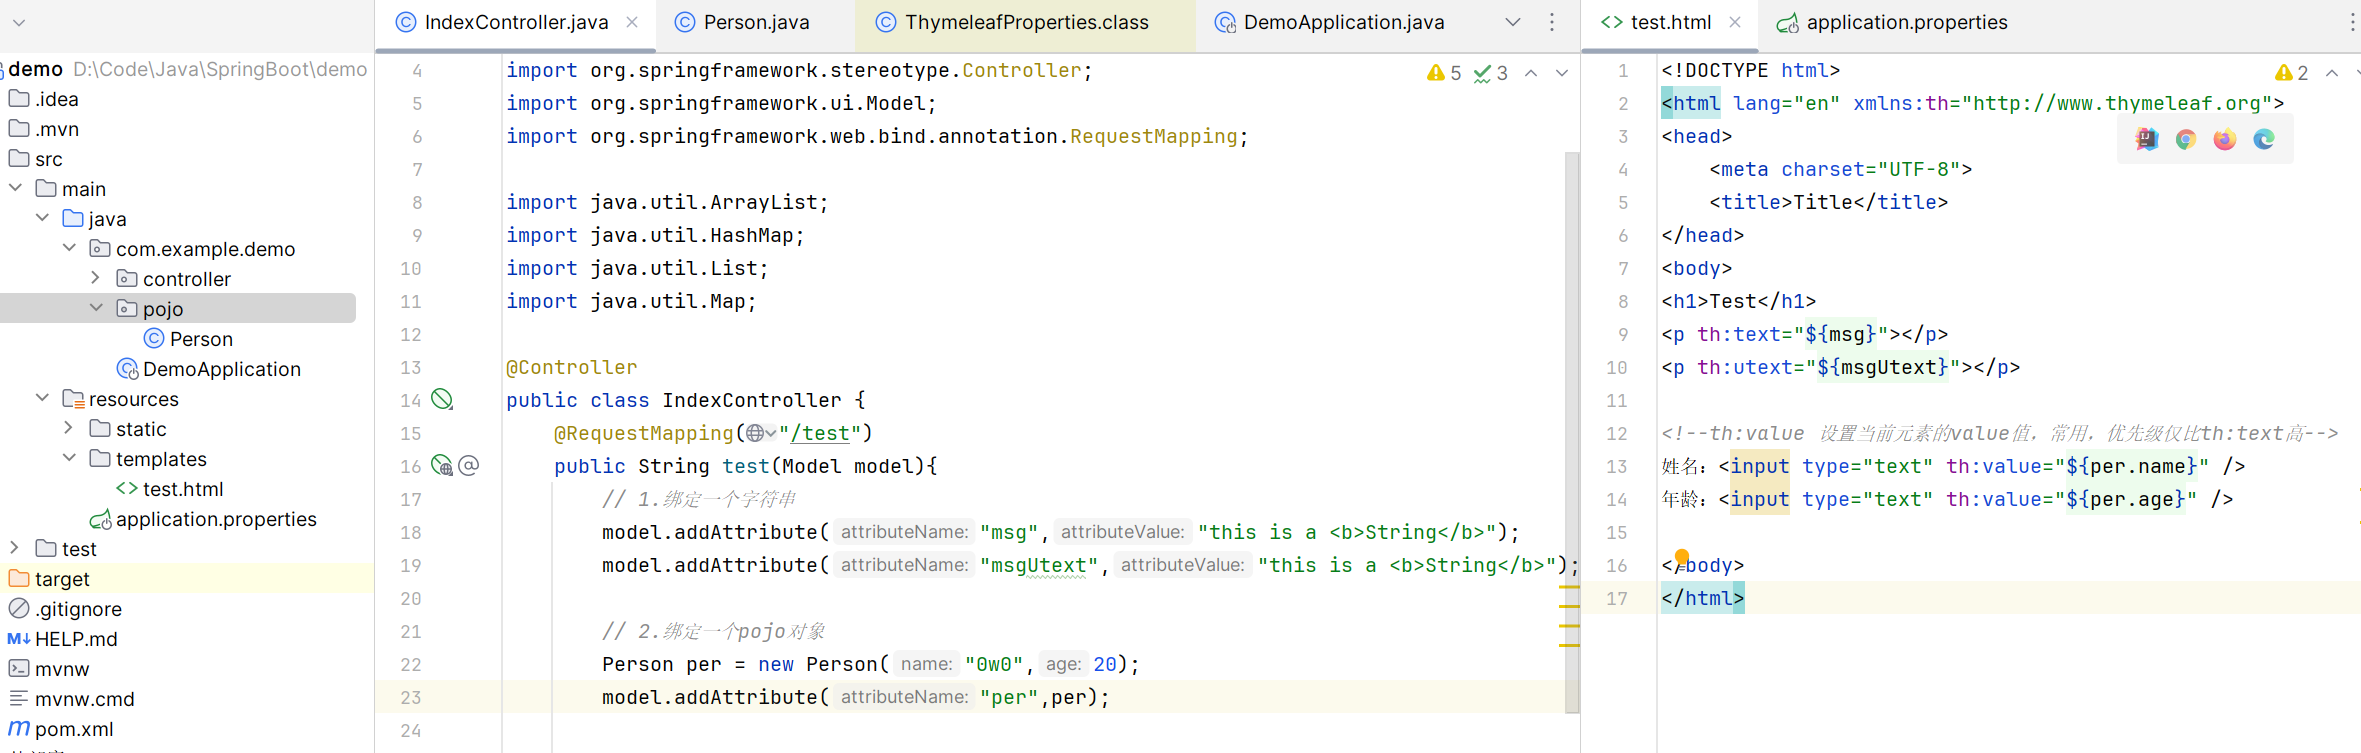 IndexController.java
Person.java
ThymeleafProperties.class
DemoApplication.java
test.html
application.properties
demo D:\Code\Java\SpringBoot\demo
.idea
.mvn
src
main
java
com.example.demo
controller
pojo
Person
DemoApplication
resources
static
templates
test.html
application.properties
test
target
.gitignore
HELP.md
mvnw
mvnw.cmd
pom.xml
5 3
4 import org.springframework.stereotype.Controller;
5 import org.springframework.ui.Model;
6 import org.springframework.web.bind.annotation.RequestMapping;
7
8 import java.util.ArrayList;
9 import java.util.HashMap;
10 import java.util.List;
11 import java.util.Map;
12
13 @Controller
14 public class IndexController {
15 @RequestMapping("/test")
16 public String test(Model model){
17 // 1.绑定一个字符串
18 model.addAttribute( attributeName: "msg", attributeValue: "this is a <b>String</b>");
19 model.addAttribute( attributeName: "msgUtext", attributeValue: "this is a <b>String</b>");
20
21 // 2.绑定一个pojo对象
22 Person per = new Person( name: "0w0", age: 20);
23 model.addAttribute( attributeName: "per",per);
24
2
1 <!DOCTYPE html>
2 <html lang="en" xmlns:th="http://www.thymeleaf.org">
3 <head>
4 <meta charset="UTF-8">
5 <title>Title</title>
6 </head>
7 <body>
8 <h1>Test</h1>
9 <p th:text="${msg}"></p>
10 <p th:utext="${msgUtext}"></p>
11
12 <!--th:value 设置当前元素的value值，常用，优先级仅比th:text高-->
13 姓名：<input type="text" th:value="${per.name}" />
14 年龄：<input type="text" th:value="${per.age}" />
15
16 </body>
17 </html>